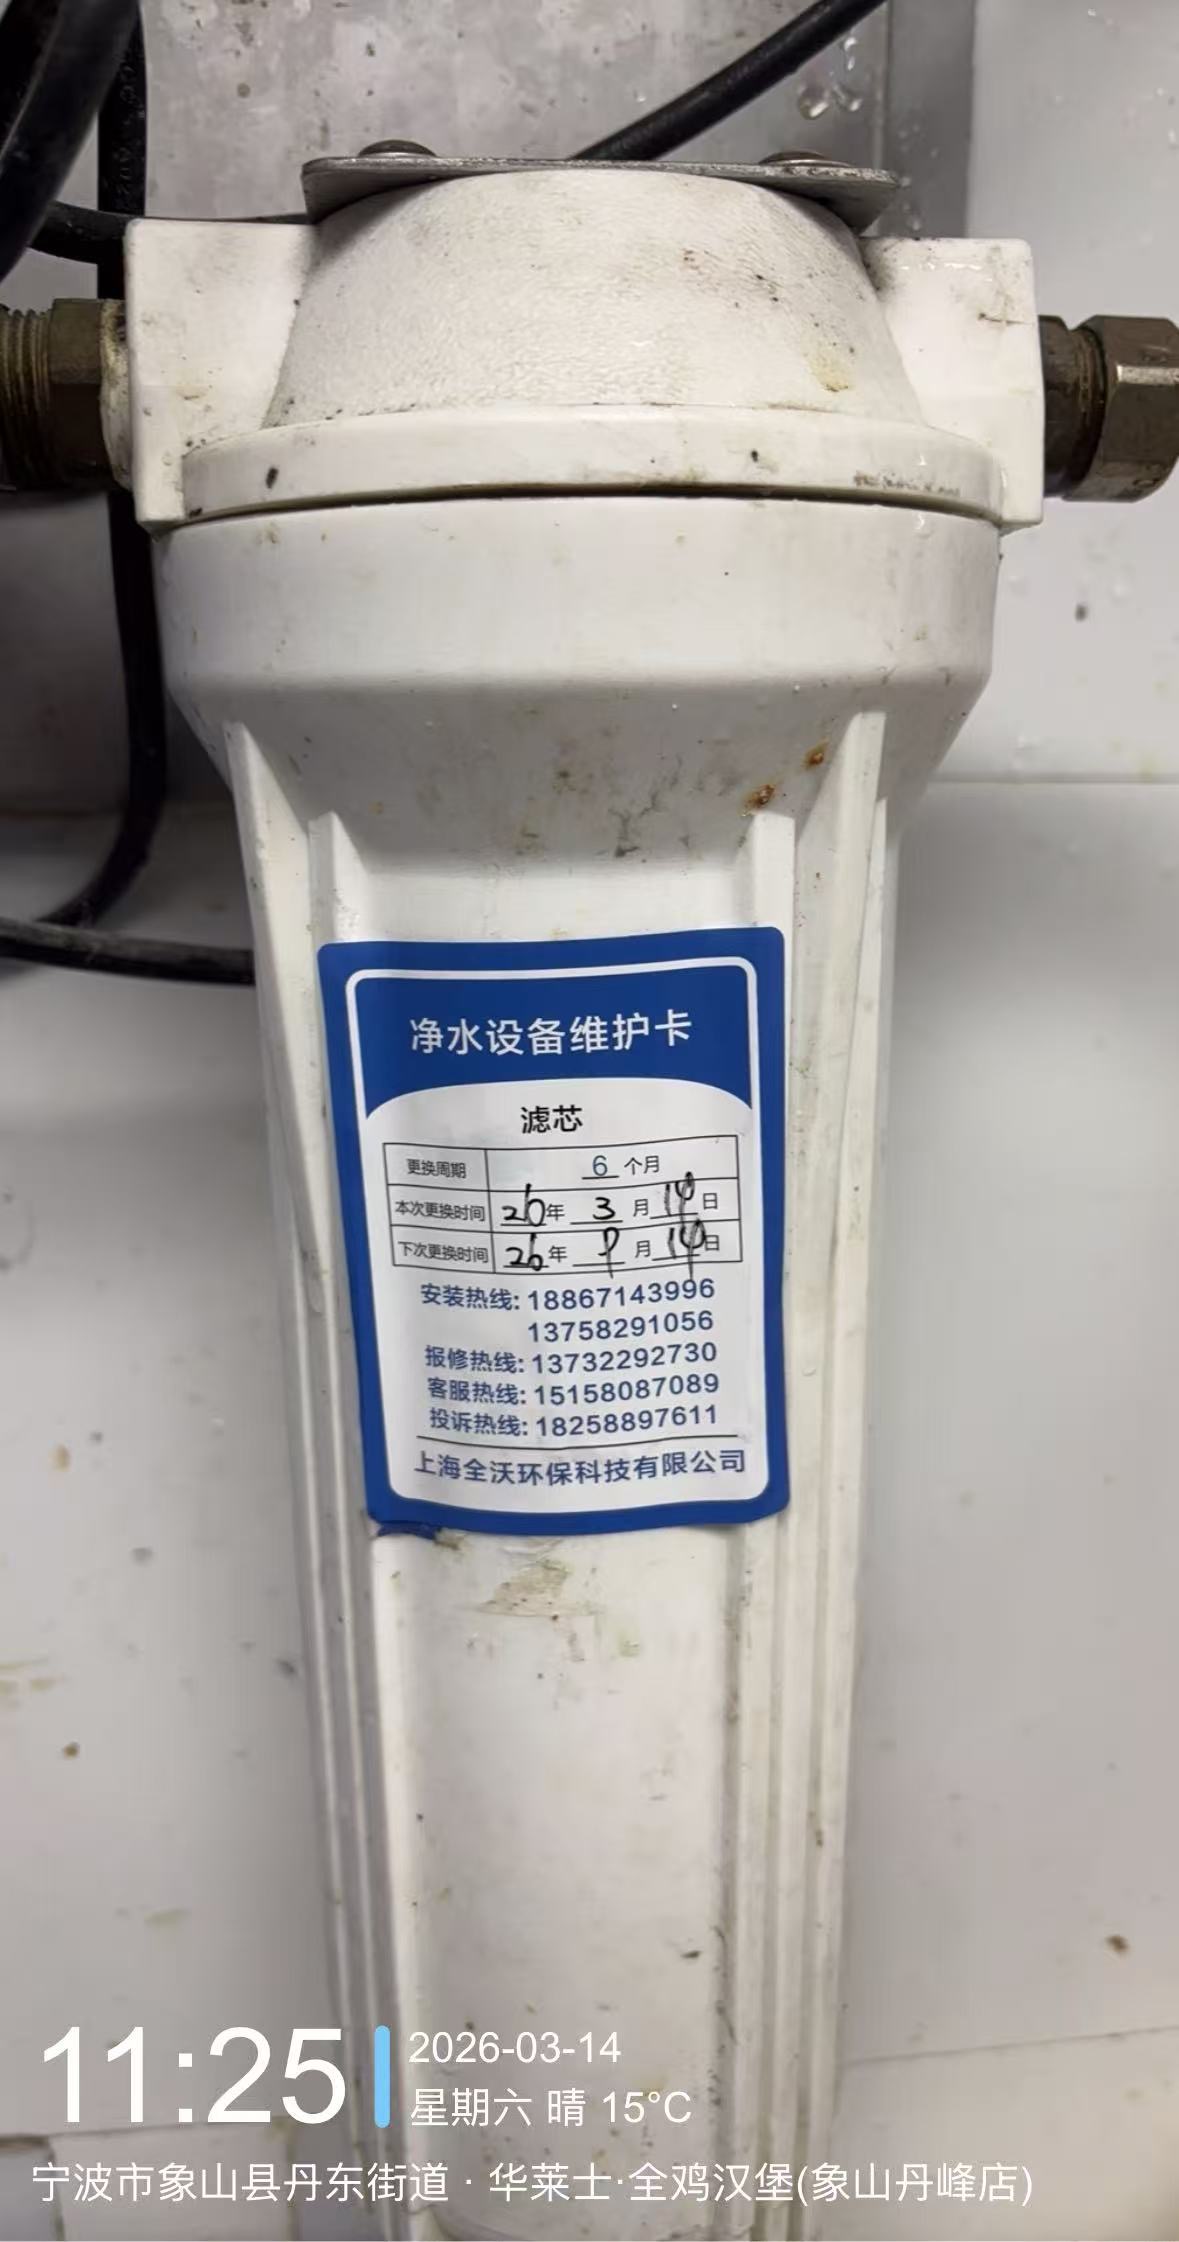 净水设备维护卡
滤芯
更换周期 6 个月
本次更换时间 26年 3 月 14 日
下次更换时间 26年 9 月 14 日
安装热线: 18867143996
13758291056
报修热线: 13732292730
客服热线: 15158087089
投诉热线: 18258897611
上海全沃环保科技有限公司
11:25
2026-03-14
星期六 晴 15°C
宁波市象山县丹东街道 · 华莱士·全鸡汉堡(象山丹峰店)